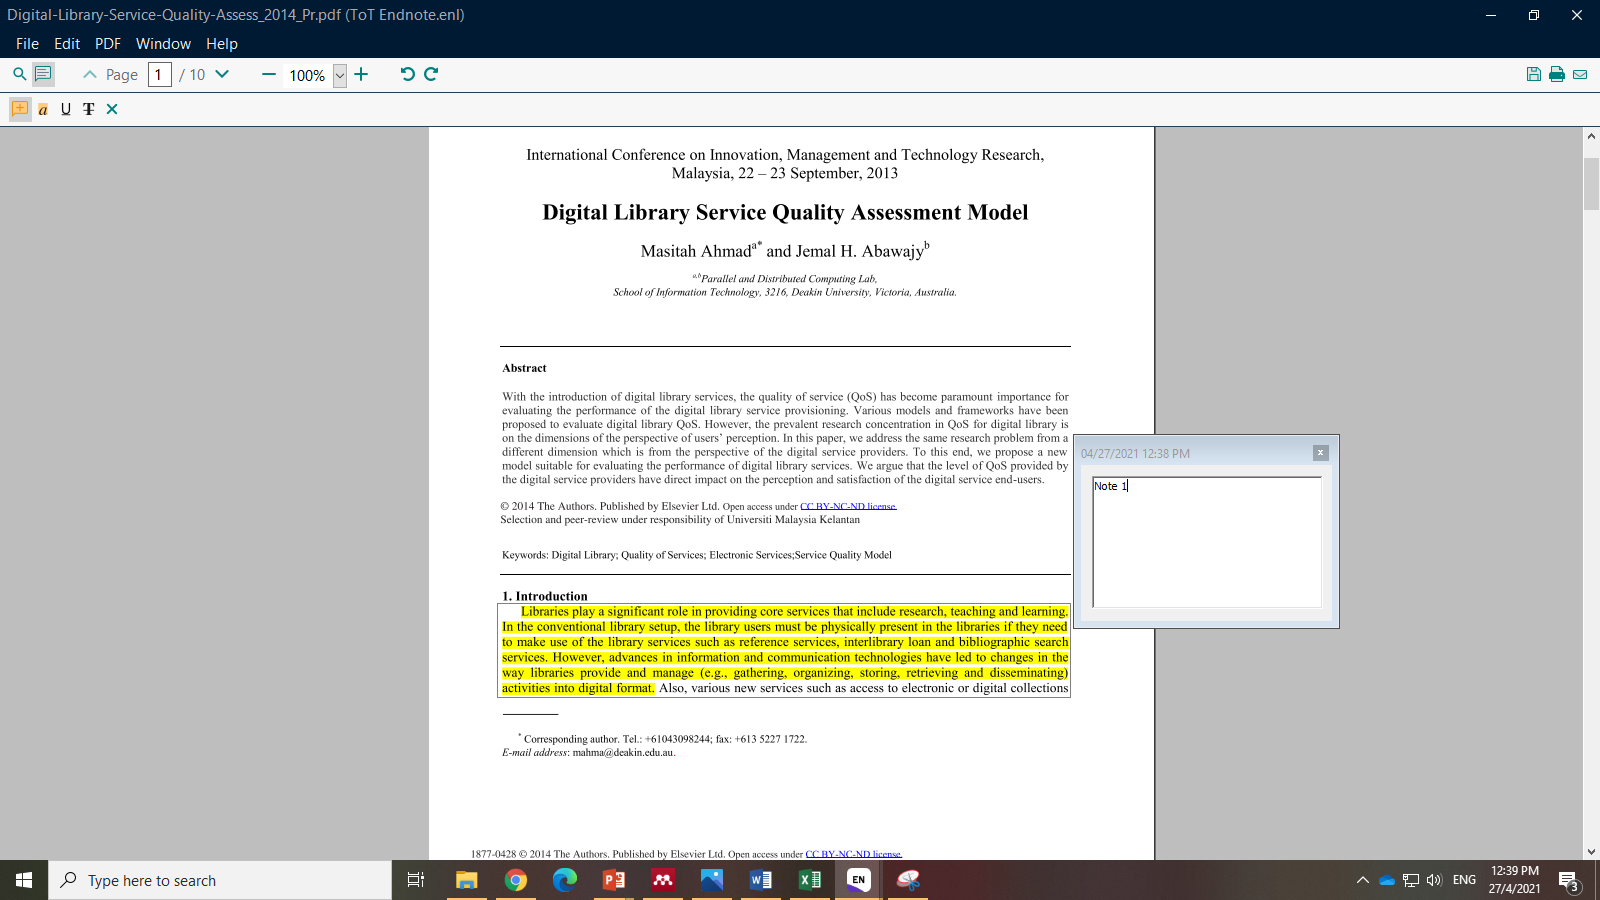 Digital-Library-Service-Quality-Assess_2014_Pr.pdf (ToT Endnote.enl)
File Edit PDF Window Help
Page 1 / 10 100%
a U T
International Conference on Innovation, Management and Technology Research,
Malaysia, 22 – 23 September, 2013
Digital Library Service Quality Assessment Model
Masitah Ahmada* and Jemal H. Abawajyb
a,bParallel and Distributed Computing Lab,
School of Information Technology, 3216, Deakin University, Victoria, Australia.
Abstract
With the introduction of digital library services, the quality of service (QoS) has become paramount importance for
evaluating the performance of the digital library service provisioning. Various models and frameworks have been
proposed to evaluate digital library QoS. However, the prevalent research concentration in QoS for digital library is
on the dimensions of the perspective of users' perception. In this paper, we address the same research problem from a
different dimension which is from the perspective of the digital service providers. To this end, we propose a new
model suitable for evaluating the performance of digital library services. We argue that the level of QoS provided by
the digital service providers have direct impact on the perception and satisfaction of the digital service end-users.
© 2014 The Authors. Published by Elsevier Ltd. Open access under CC BY-NC-ND license.
Selection and peer-review under responsibility of Universiti Malaysia Kelantan
Keywords: Digital Library; Quality of Services; Electronic Services;Service Quality Model
04/27/2021 12:38 PM
Note 1
1. Introduction
Libraries play a significant role in providing core services that include research, teaching and learning.
In the conventional library setup, the library users must be physically present in the libraries if they need
to make use of the library services such as reference services, interlibrary loan and bibliographic search
services. However, advances in information and communication technologies have led to changes in the
way libraries provide and manage (e.g., gathering, organizing, storing, retrieving and disseminating)
activities into digital format. Also, various new services such as access to electronic or digital collections
* Corresponding author. Tel.: +61043098244; fax: +613 5227 1722.
E-mail address: mahma@deakin.edu.au.
1877-0428 © 2014 The Authors. Published by Elsevier Ltd. Open access under CC BY-NC-ND license.
Type here to search
EN
ENG
12:39 PM
27/4/2021
3